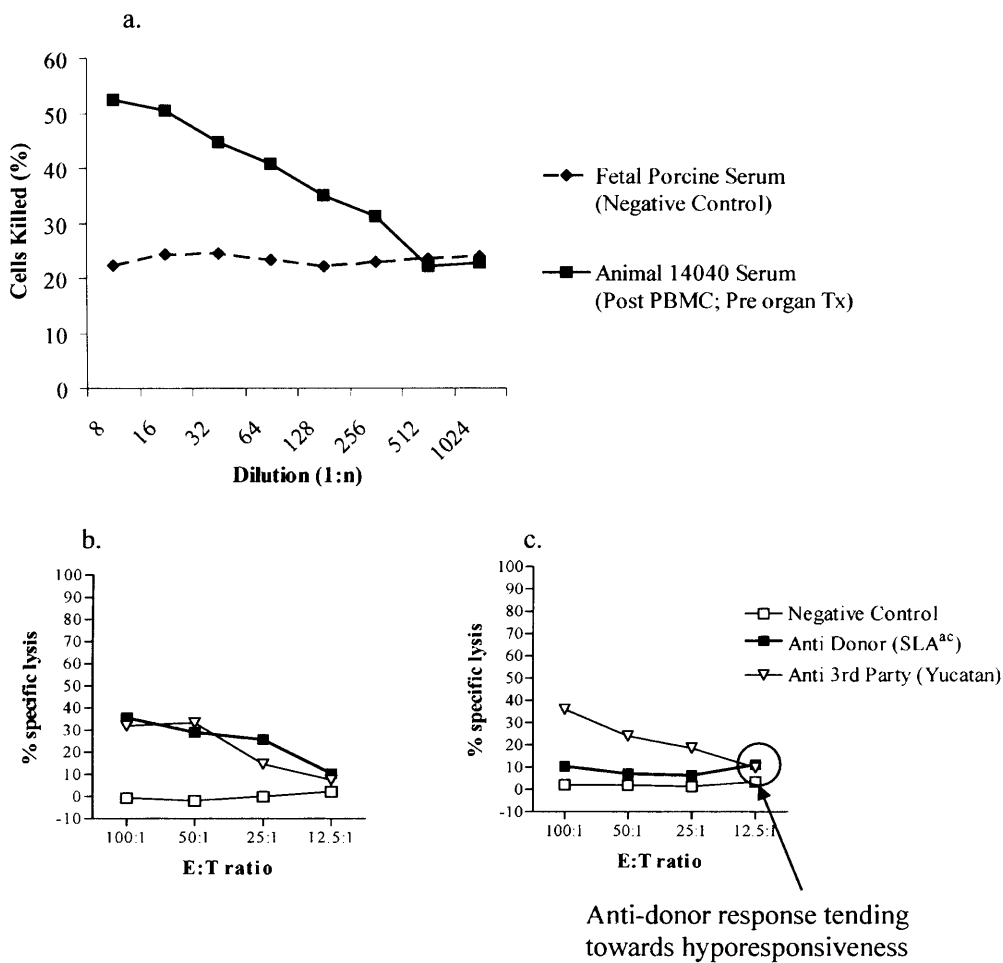 a.
60
50
40
30
20
10
0
Cells Killed (%)
8
16
32
64
128
256
512
1024
Dilution (1:n)
Fetal Porcine Serum
(Negative Control)
Animal 14040 Serum
(Post PBMC; Pre organ Tx)
b.
100
90
80
70
60
50
40
30
20
10
0
-10
% specific lysis
100:1
50:1
25:1
12.5:1
E:T ratio
c.
100
90
80
70
60
50
40
30
20
10
0
-10
% specific lysis
100:1
50:1
25:1
12.5:1
E:T ratio
Negative Control
Anti Donor (SLAᵃᶜ)
Anti 3rd Party (Yucatan)
Anti-donor response tending
towards hyporesponsiveness